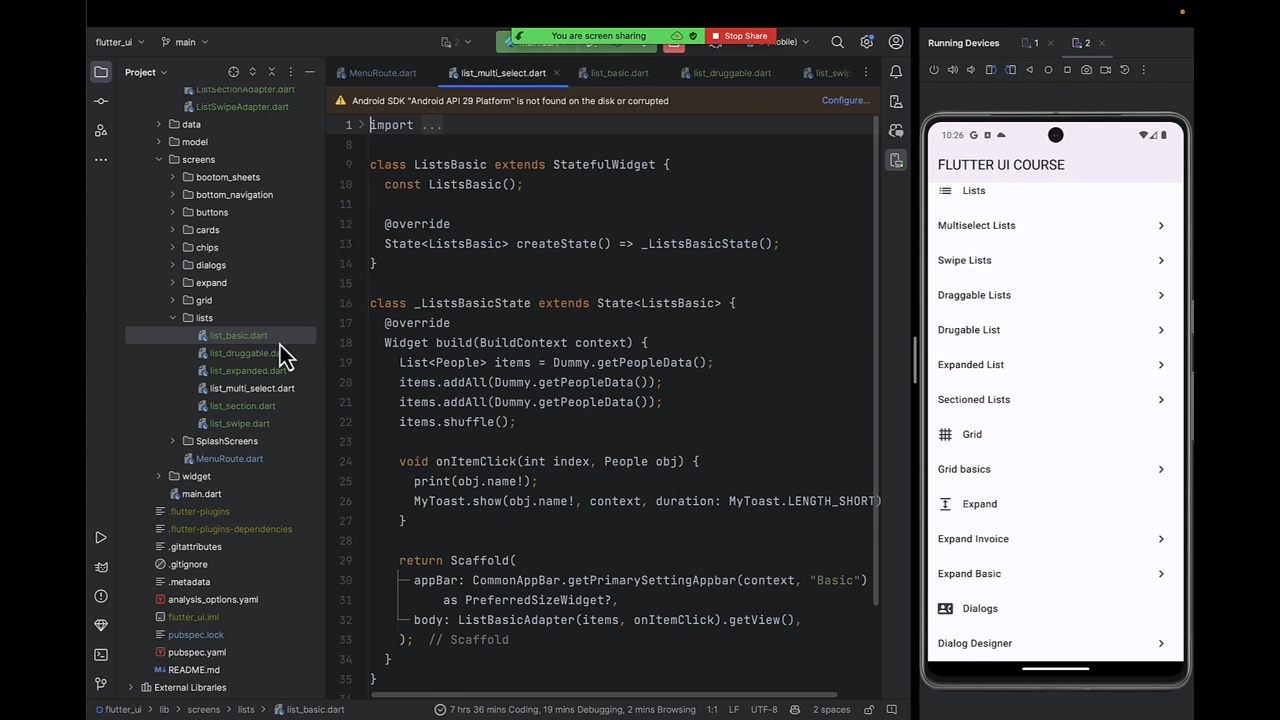 flutter_ui
main
You are screen sharing
Stop Share
Project
MenuRoute.dart
list_multi_select.dart
list_basic.dart
list_druggable.dart
list_swip
Running Devices
1
2
Android SDK "Android API 29 Platform" is not found on the disk or corrupted
Configure...
ListSectionAdapter.dart
ListSwipeAdapter.dart
data
model
screens
bootom_sheets
bottom_navigation
buttons
cards
chips
dialogs
expand
grid
lists
list_basic.dart
list_druggable.da
list_expanded.dart
list_multi_select.dart
list_section.dart
list_swipe.dart
SplashScreens
MenuRoute.dart
widget
main.dart
.flutter-plugins
.flutter-plugins-dependencies
.gitattributes
.gitignore
.metadata
analysis_options.yaml
flutter_ui.iml
pubspec.lock
pubspec.yaml
README.md
External Libraries
1 import ...
8
9 class ListsBasic extends StatefulWidget {
10 const ListsBasic();
11
12 @override
13 State<ListsBasic> createState() => _ListsBasicState();
14 }
15
16 class _ListsBasicState extends State<ListsBasic> {
17 @override
18 Widget build(BuildContext context) {
19 List<People> items = Dummy.getPeopleData();
20 items.addAll(Dummy.getPeopleData());
21 items.addAll(Dummy.getPeopleData());
22 items.shuffle();
23
24 void onItemClick(int index, People obj) {
25 print(obj.name!);
26 MyToast.show(obj.name!, context, duration: MyToast.LENGTH_SHORT)
27 }
28
29 return Scaffold(
30 appBar: CommonAppBar.getPrimarySettingAppbar(context, "Basic")
31 as PreferredSizeWidget?,
32 body: ListBasicAdapter(items, onItemClick).getView(),
33 ); // Scaffold
34 }
35 }
10:26
FLUTTER UI COURSE
Lists
Multiselect Lists
Swipe Lists
Draggable Lists
Drugable List
Expanded List
Sectioned Lists
Grid
Grid basics
Expand
Expand Invoice
Expand Basic
Dialogs
Dialog Designer
flutter_ui > lib > screens > lists > list_basic.dart
7 hrs 36 mins Coding, 19 mins Debugging, 2 mins Browsing
1:1
LF
UTF-8
2 spaces